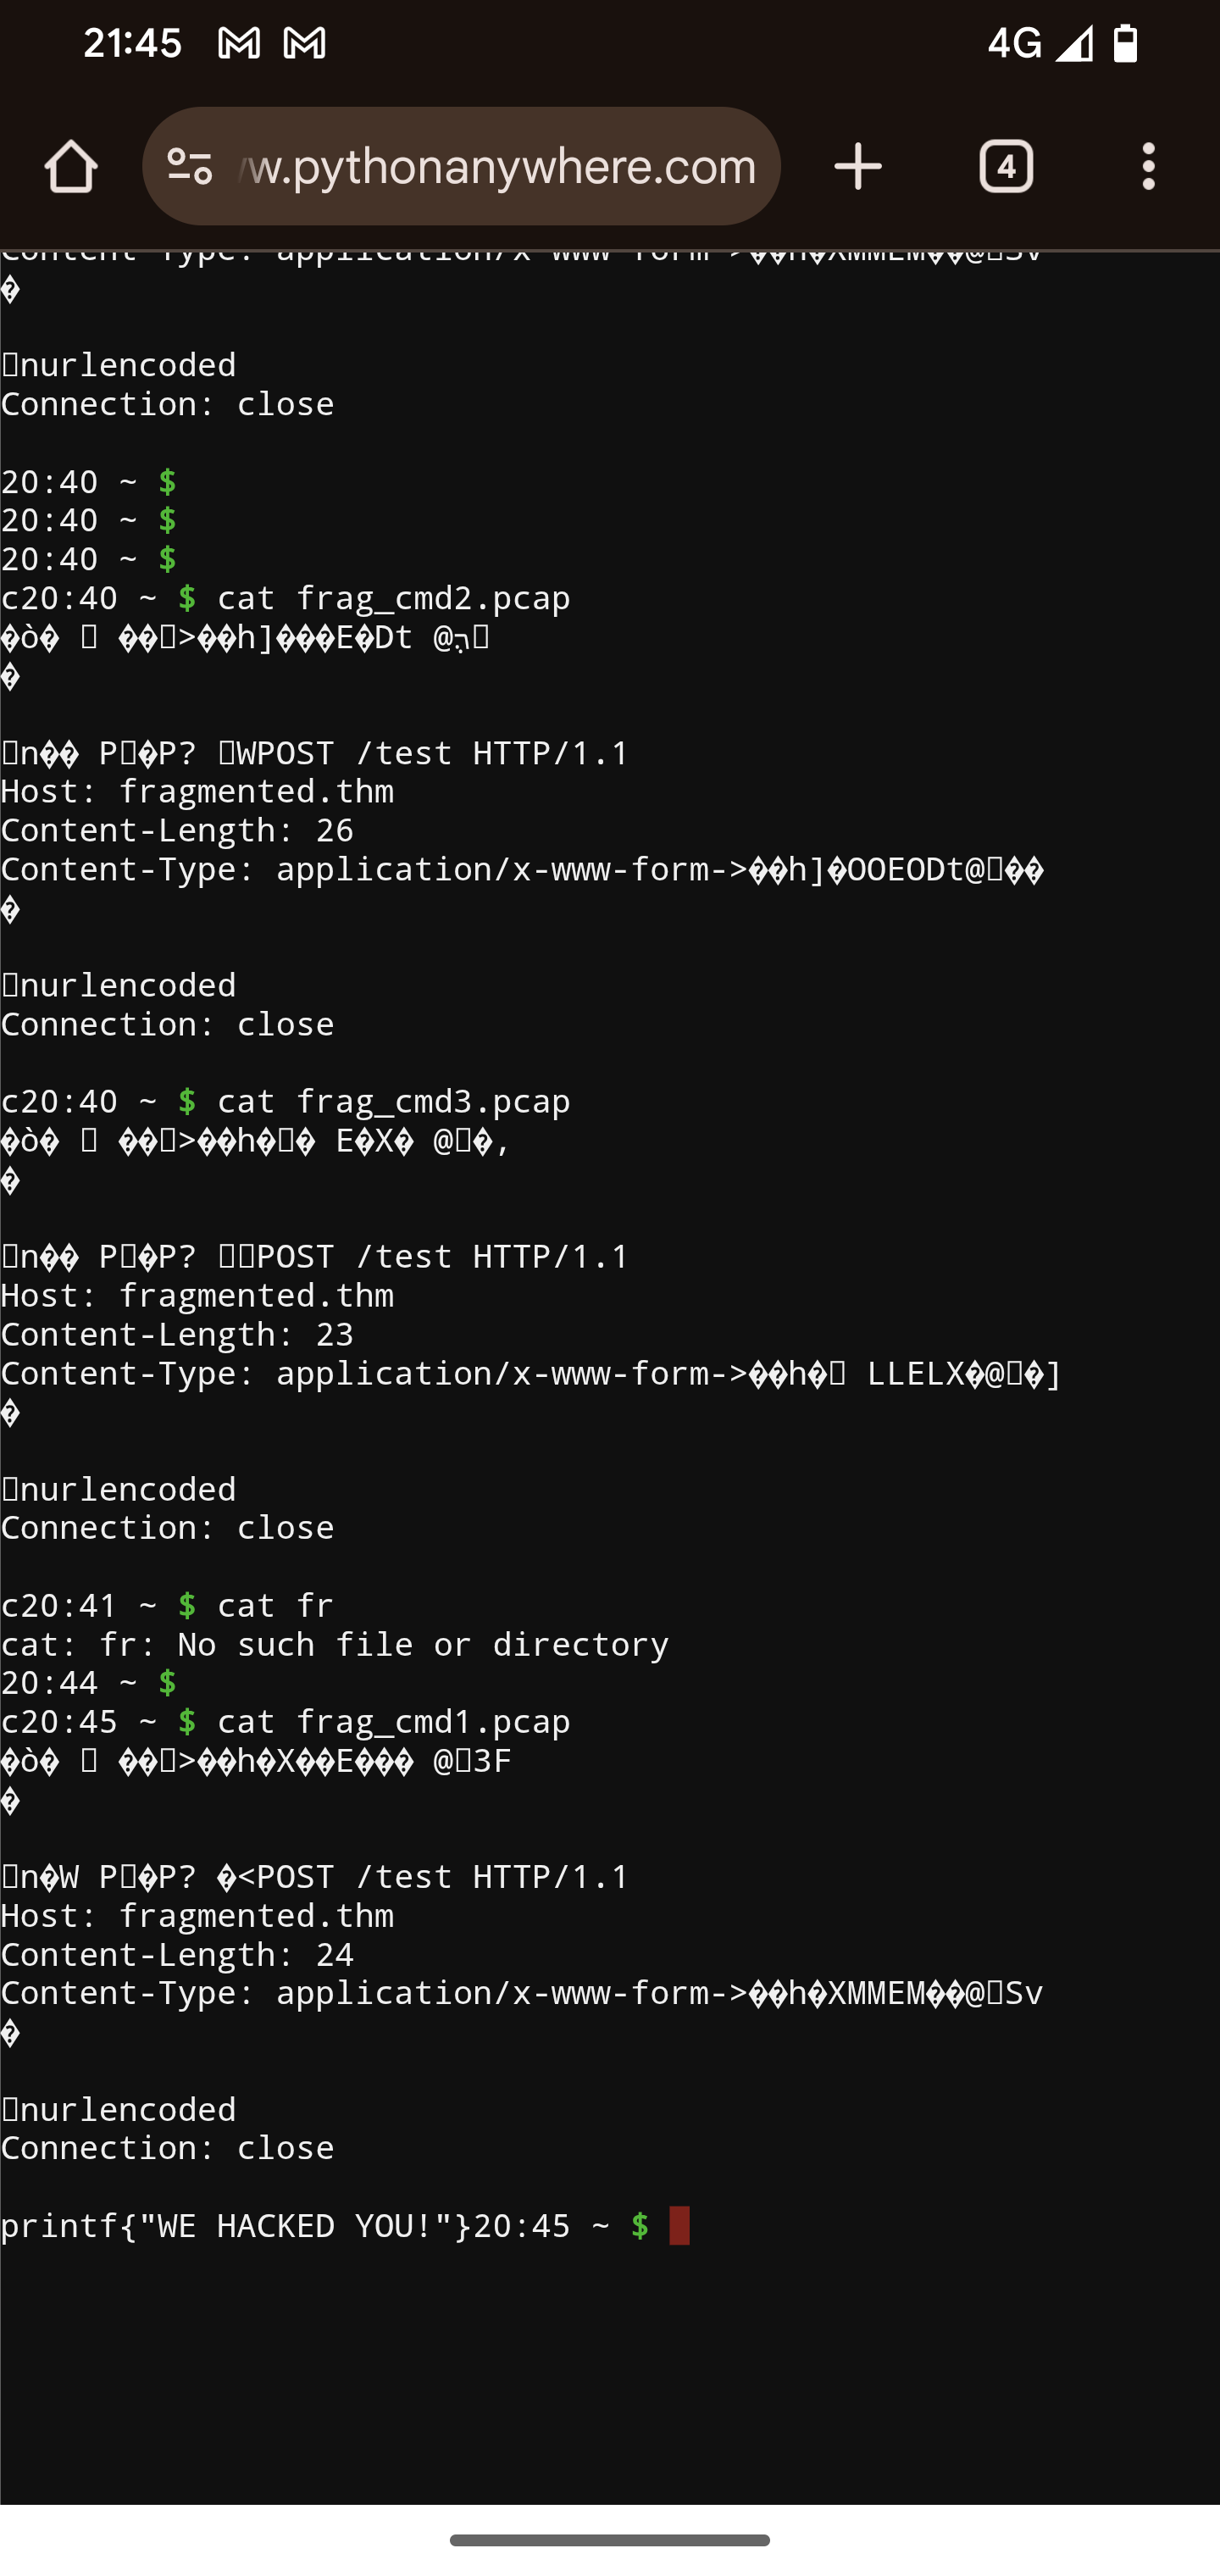 21:45
4G
w.pythonanywhere.com
4
Content-Type: application/x-www-form->��h�XMMEM��@▯Sv
�
▯nurlencoded
Connection: close
20:40 ~ $
20:40 ~ $
20:40 ~ $
c20:40 ~ $ cat frag_cmd2.pcap
�ò� ▯ ��▯>��h]���E�Dt @▯
�
▯n�� P▯�P? ▯WPOST /test HTTP/1.1
Host: fragmented.thm
Content-Length: 26
Content-Type: application/x-www-form->��h]�OOEODt@▯��
�
▯nurlencoded
Connection: close
c20:40 ~ $ cat frag_cmd3.pcap
�ò� ▯ ��▯>��h�▯� E�X� @▯�,
�
▯n�� P▯�P? ▯▯POST /test HTTP/1.1
Host: fragmented.thm
Content-Length: 23
Content-Type: application/x-www-form->��h�▯ LLELX�@▯�]
�
▯nurlencoded
Connection: close
c20:41 ~ $ cat fr
cat: fr: No such file or directory
20:44 ~ $
c20:45 ~ $ cat frag_cmd1.pcap
�ò� ▯ ��▯>��h�X��E��� @▯3F
�
▯n�W P▯�P? �<POST /test HTTP/1.1
Host: fragmented.thm
Content-Length: 24
Content-Type: application/x-www-form->��h�XMMEM��@▯Sv
�
▯nurlencoded
Connection: close
printf{"WE HACKED YOU!"}20:45 ~ $